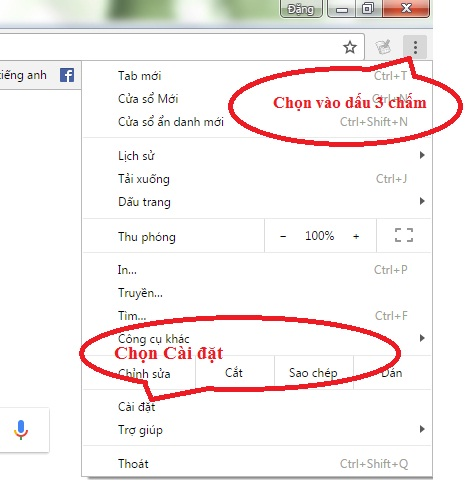 Đăng
tiếng anh
Tab mới Ctrl+T
Cửa sổ Mới Ctrl+N
Chọn vào dấu 3 chấm
Cửa sổ ẩn danh mới Ctrl+Shift+N
Lịch sử
Tải xuống Ctrl+J
Dấu trang
Thu phóng − 100% +
In... Ctrl+P
Truyền...
Tìm... Ctrl+F
Công cụ khác
Chọn Cài đặt
Chỉnh sửa Cắt Sao chép Dán
Cài đặt
Trợ giúp
Thoát Ctrl+Shift+Q